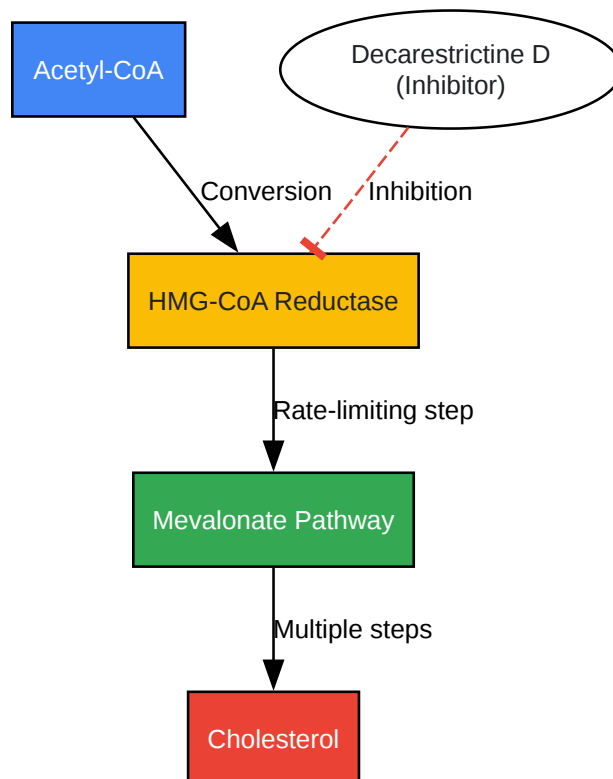 Acetyl-CoA
Decarestrictine D
(Inhibitor)
Conversion
Inhibition
HMG-CoA Reductase
Rate-limiting step
Mevalonate Pathway
Multiple steps
Cholesterol